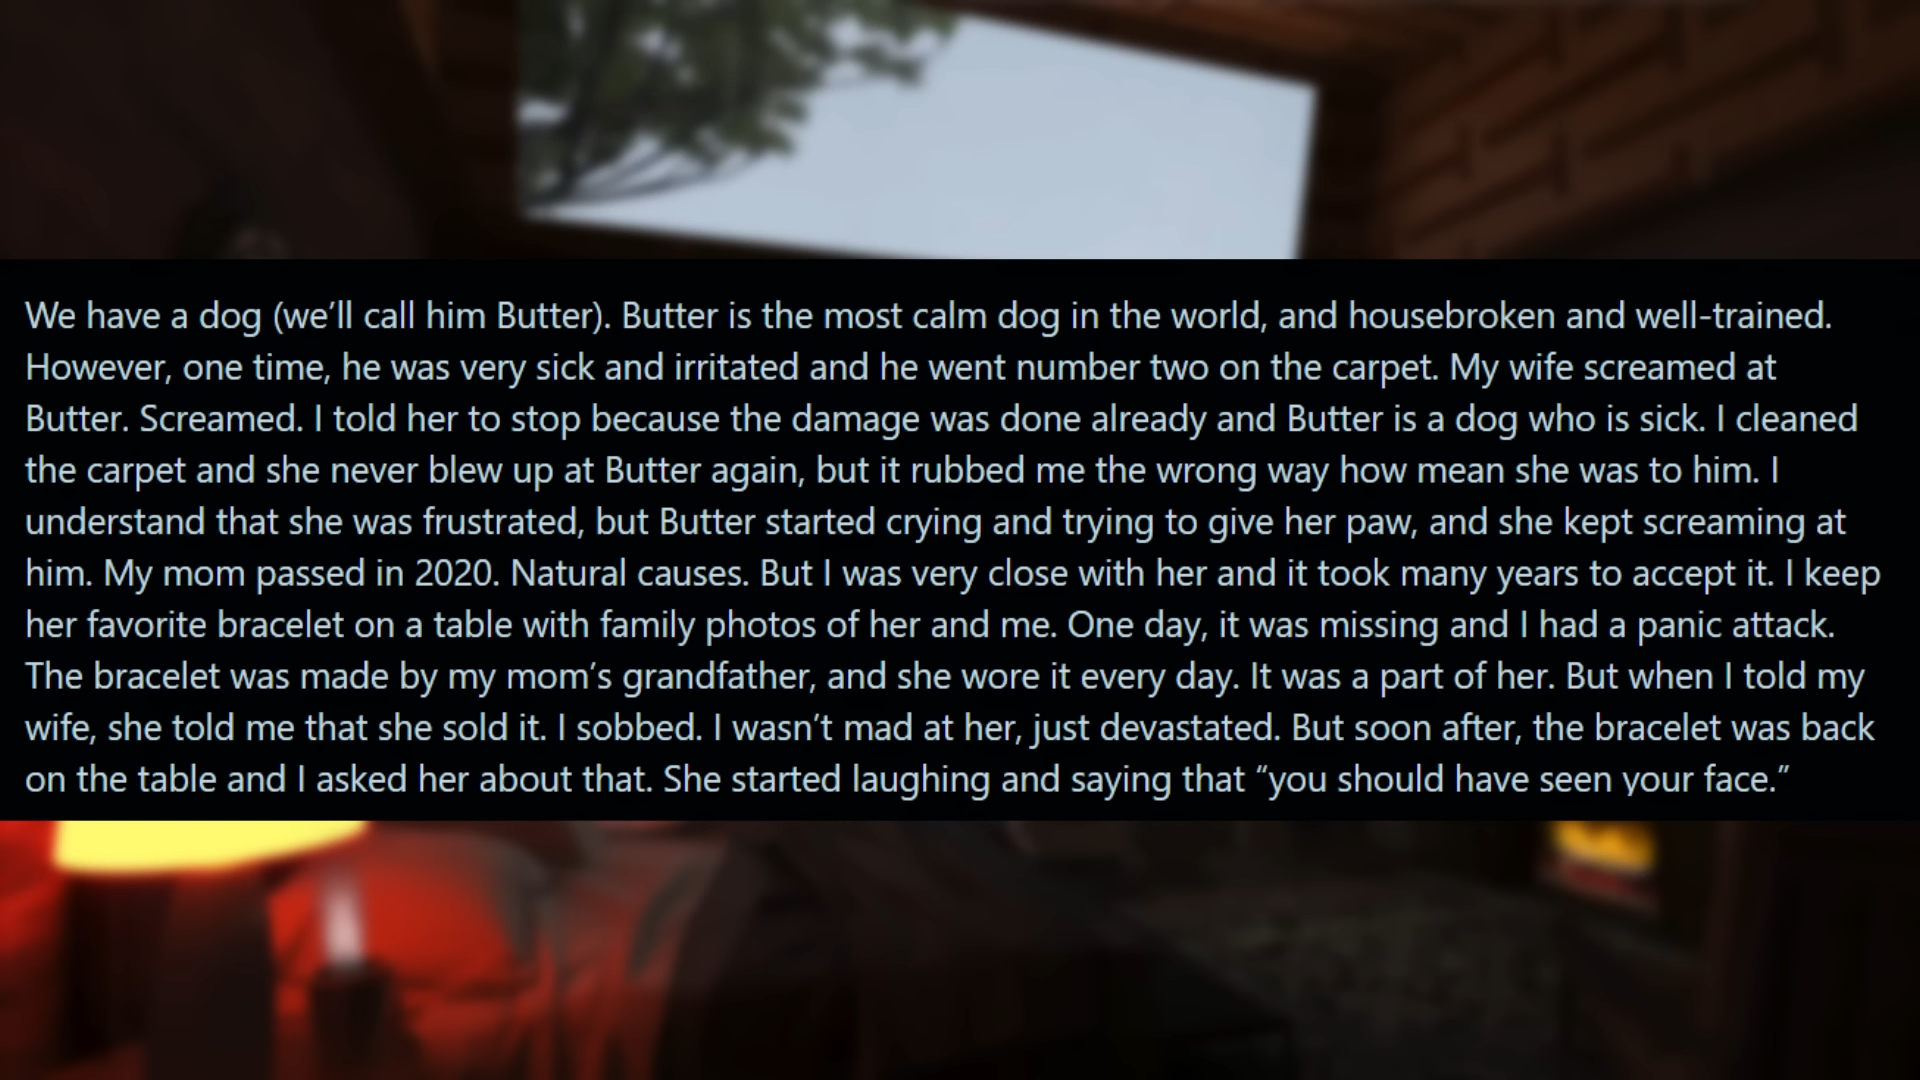 We have a dog (we’ll call him Butter). Butter is the most calm dog in the world, and housebroken and well-trained.
However, one time, he was very sick and irritated and he went number two on the carpet. My wife screamed at
Butter. Screamed. I told her to stop because the damage was done already and Butter is a dog who is sick. I cleaned
the carpet and she never blew up at Butter again, but it rubbed me the wrong way how mean she was to him. I
understand that she was frustrated, but Butter started crying and trying to give her paw, and she kept screaming at
him. My mom passed in 2020. Natural causes. But I was very close with her and it took many years to accept it. I keep
her favorite bracelet on a table with family photos of her and me. One day, it was missing and I had a panic attack.
The bracelet was made by my mom’s grandfather, and she wore it every day. It was a part of her. But when I told my
wife, she told me that she sold it. I sobbed. I wasn’t mad at her, just devastated. But soon after, the bracelet was back
on the table and I asked her about that. She started laughing and saying that “you should have seen your face.”